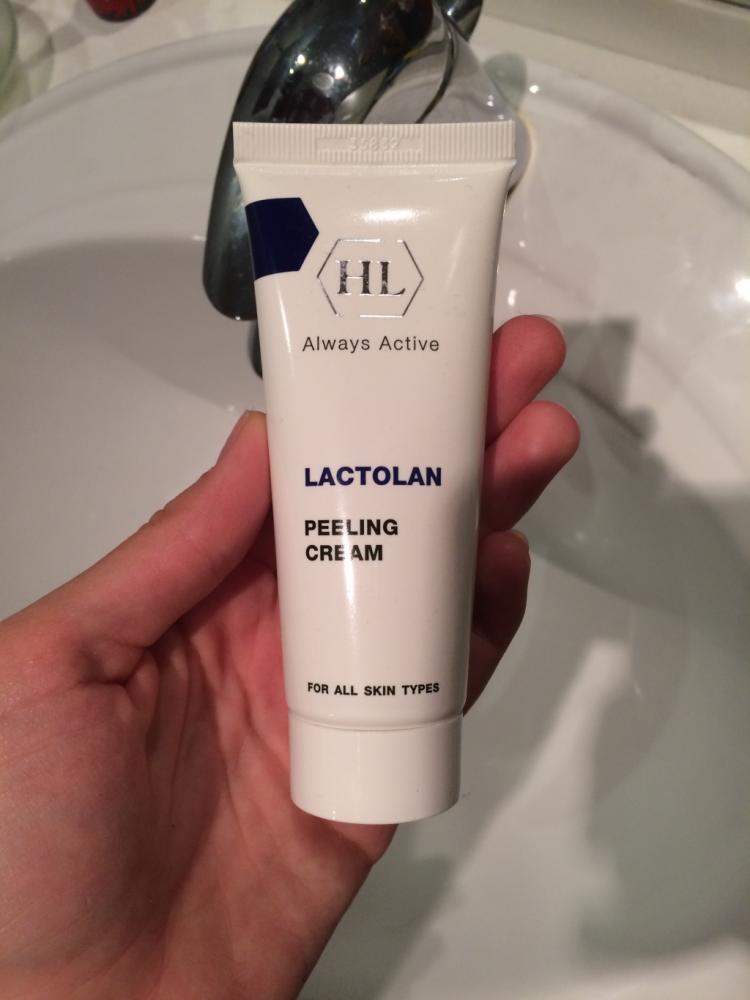 HL
Always Active
LACTOLAN
PEELING
CREAM
FOR ALL SKIN TYPES